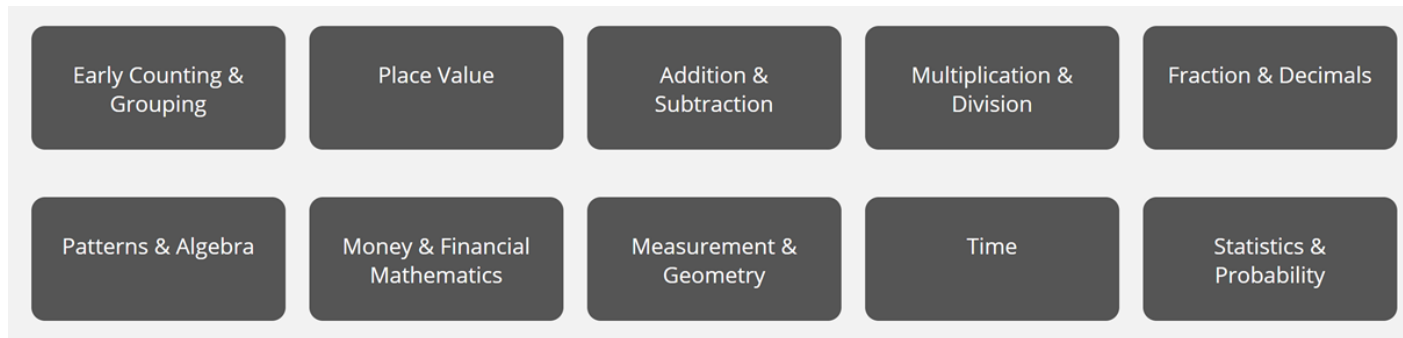 Early Counting &
Grouping
Place Value
Addition &
Subtraction
Multiplication &
Division
Fraction & Decimals
Patterns & Algebra
Money & Financial
Mathematics
Measurement &
Geometry
Time
Statistics &
Probability